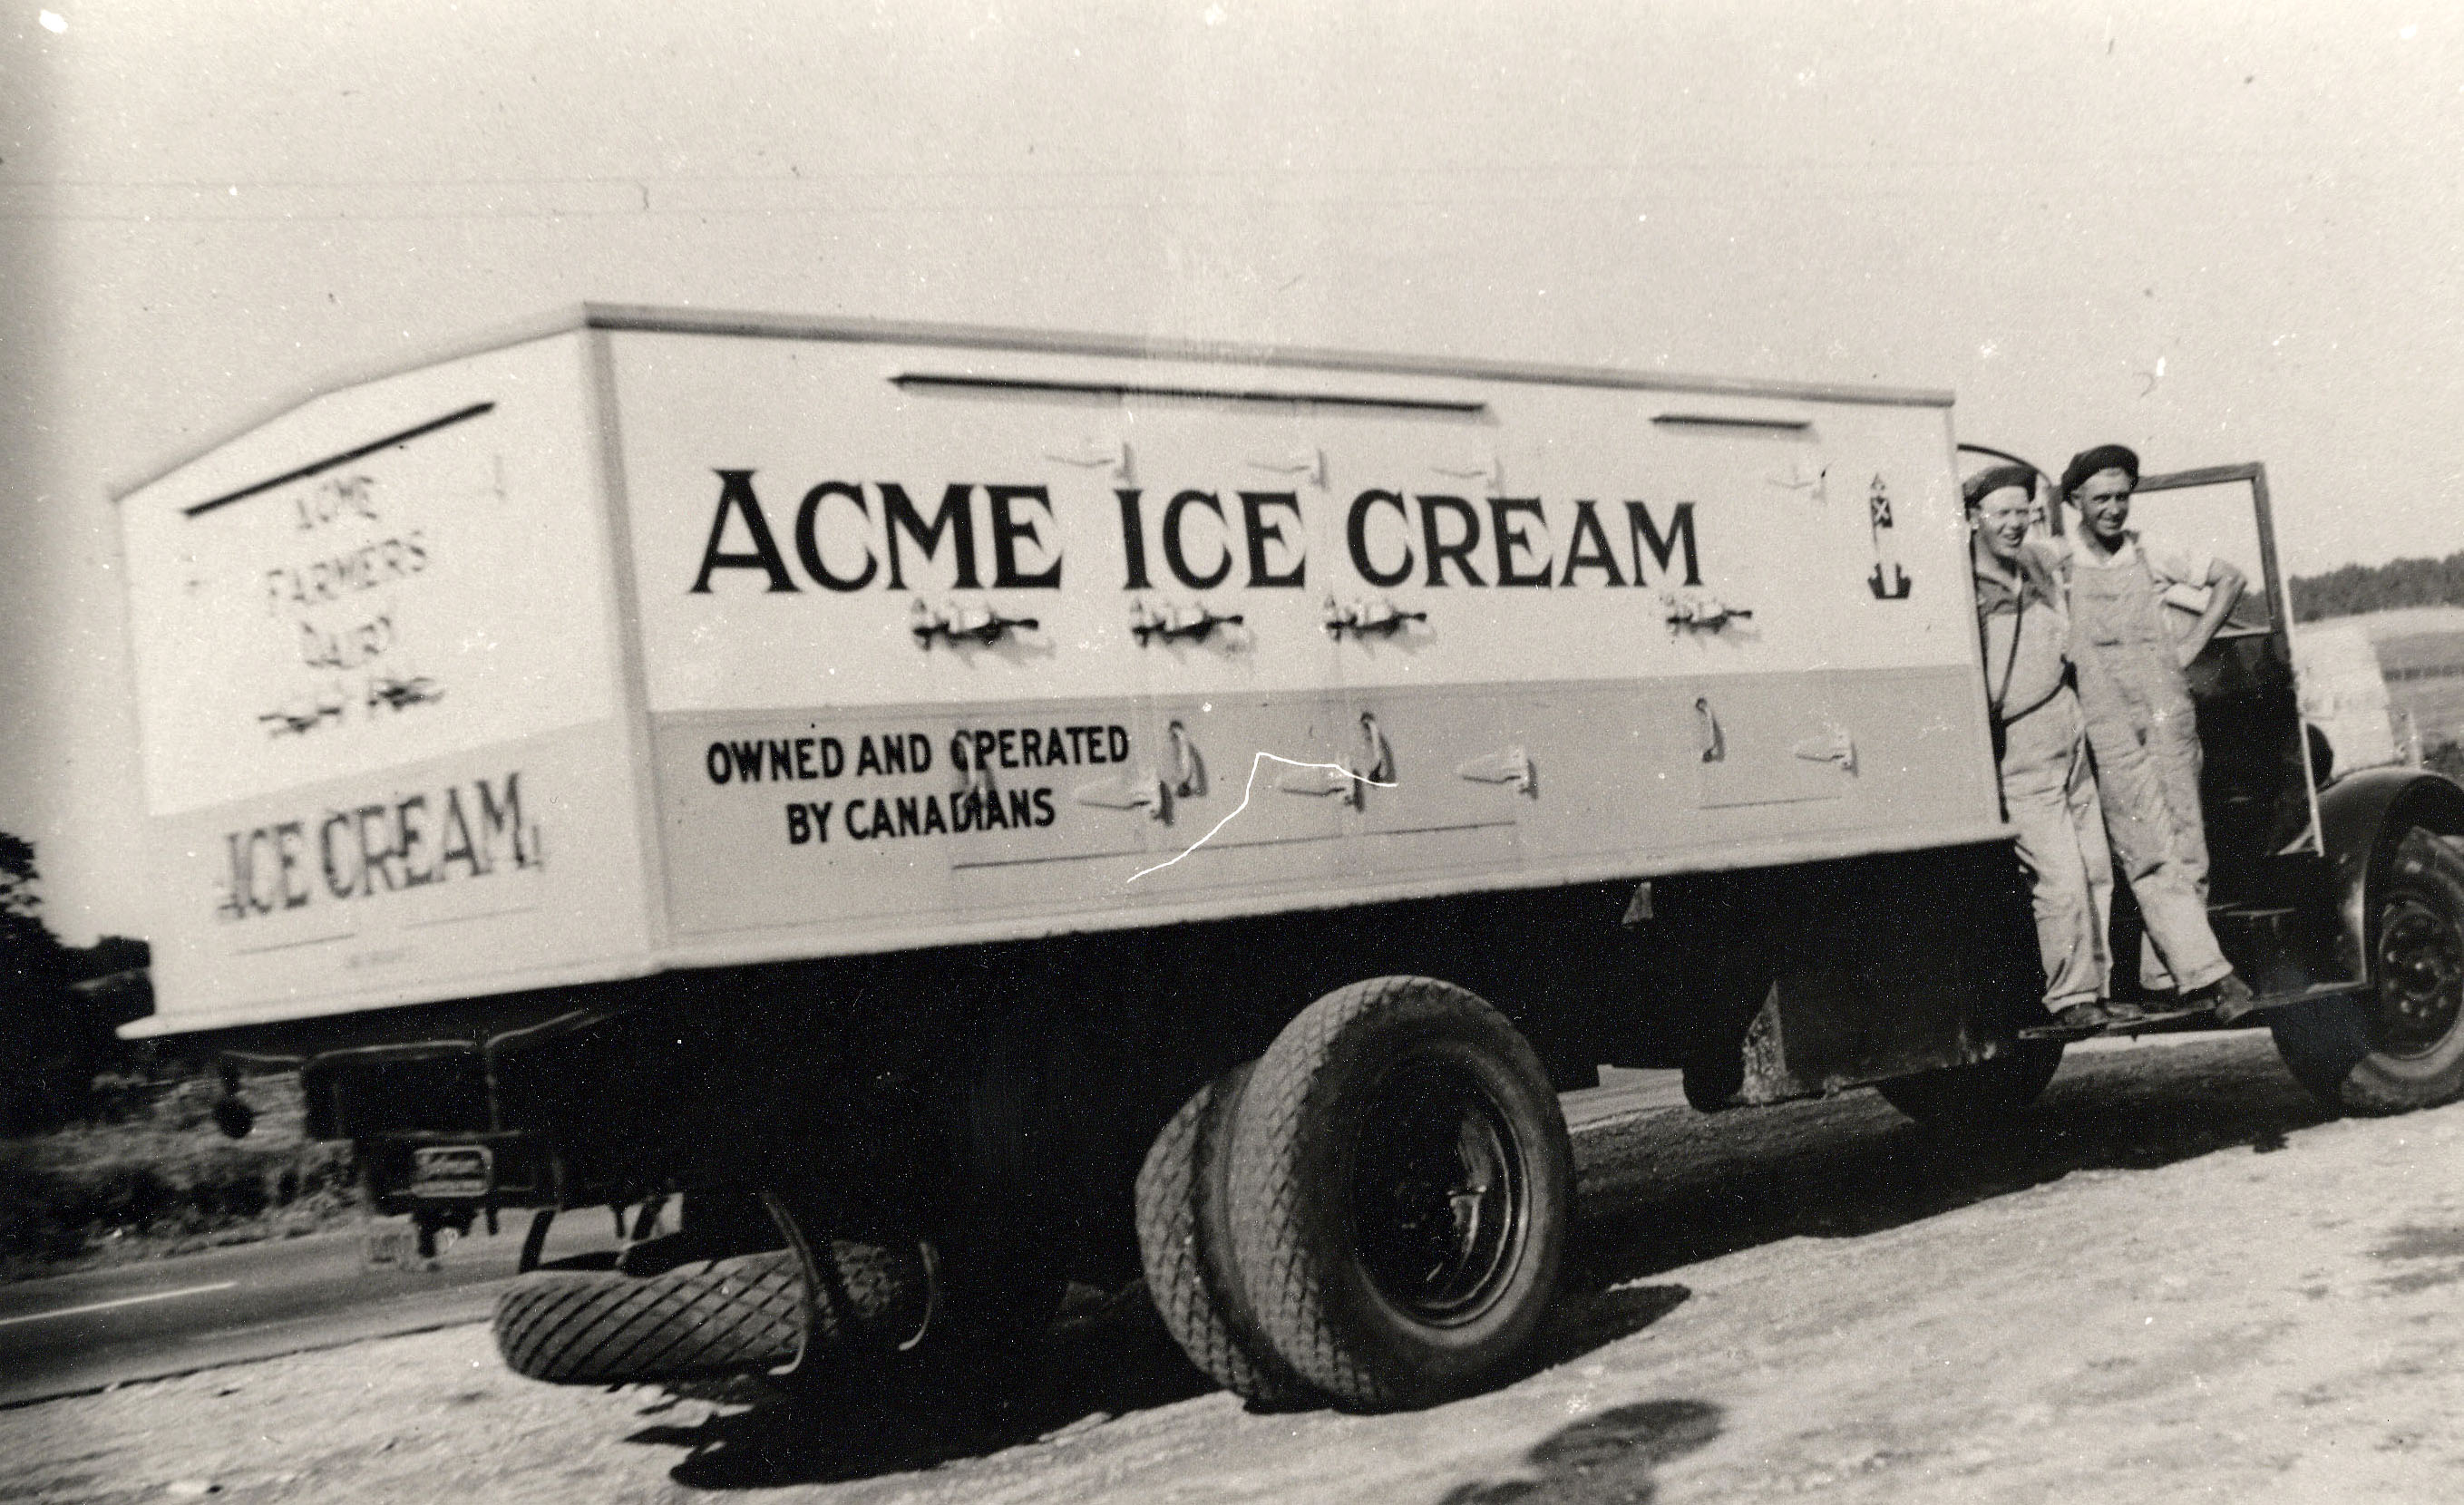 ACME
FARMERS
DAIRY
ICE CREAM
ACME ICE CREAM
OWNED AND OPERATED
BY CANADIANS